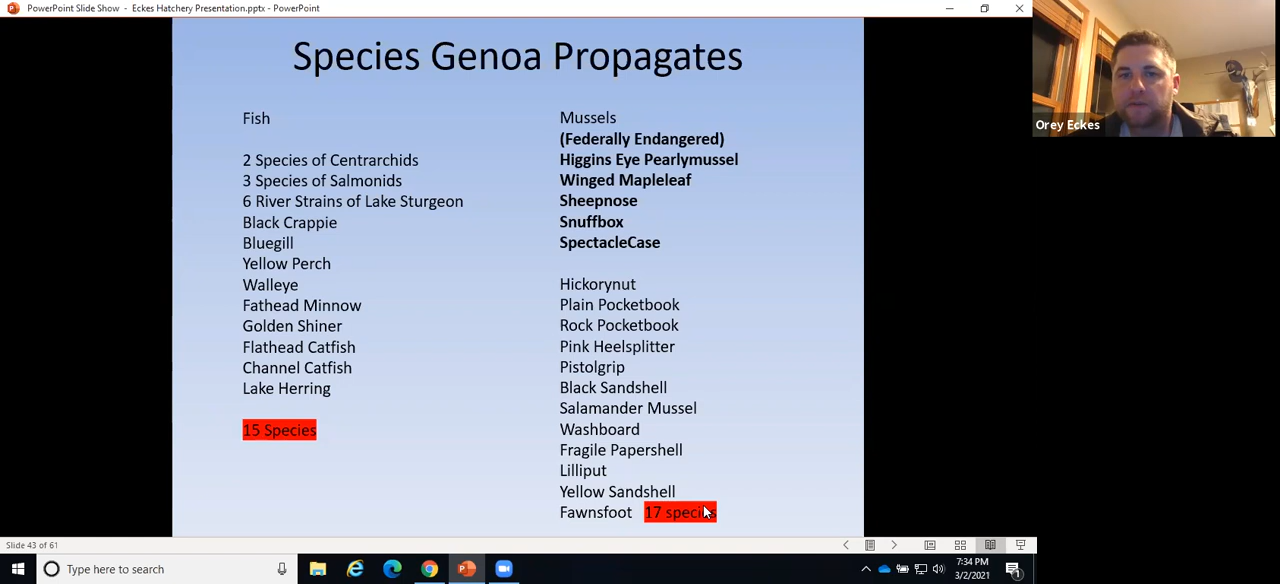 PowerPoint Slide Show - Eckes Hatchery Presentation.pptx - PowerPoint
Species Genoa Propagates
Fish
2 Species of Centrarchids
3 Species of Salmonids
6 River Strains of Lake Sturgeon
Black Crappie
Bluegill
Yellow Perch
Walleye
Fathead Minnow
Golden Shiner
Flathead Catfish
Channel Catfish
Lake Herring
15 Species
Mussels
(Federally Endangered)
Higgins Eye Pearlymussel
Winged Mapleleaf
Sheepnose
Snuffbox
SpectacleCase
Hickorynut
Plain Pocketbook
Rock Pocketbook
Pink Heelsplitter
Pistolgrip
Black Sandshell
Salamander Mussel
Washboard
Fragile Papershell
Lilliput
Yellow Sandshell
Fawnsfoot 17 species
Orey Eckes
Slide 43 of 61
Type here to search
7:34 PM
3/2/2021
1